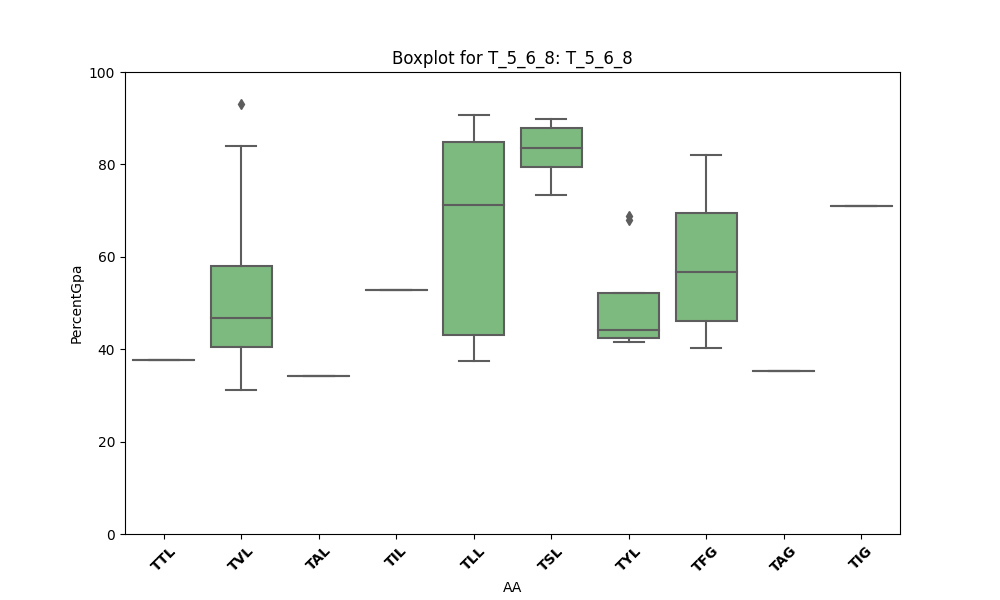 Boxplot for T_5_6_8: T_5_6_8
100
80
60
40
20
0
PercentGpa
TTL TVL TAL TIL TLL TSL TYL TFG TAG TIG
AA